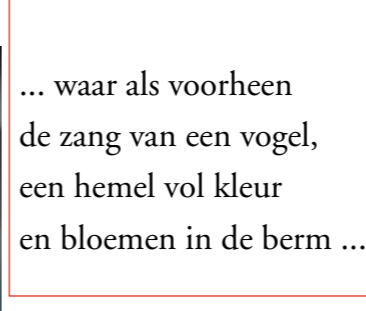 ... waar als voorheen
de zang van een vogel,
een hemel vol kleur
en bloemen in de berm ...